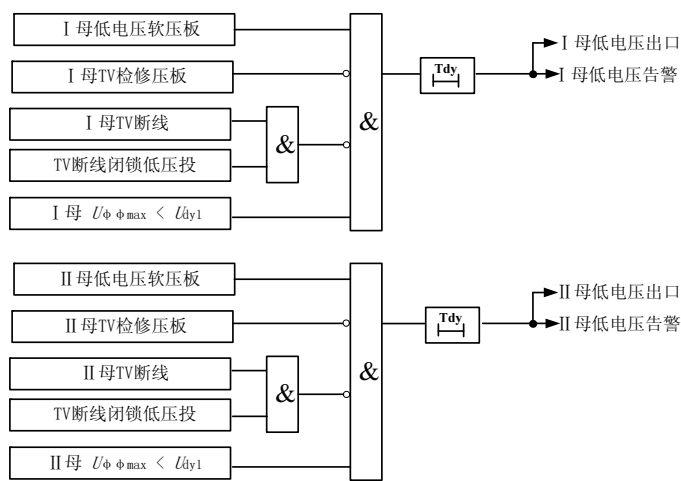 Ⅰ母低电压软压板
Ⅰ母TV检修压板
Ⅰ母TV断线
TV断线闭锁低压投
Ⅰ母 Uφφmax < Udy1
&
&
Tdy
Ⅰ母低电压出口
Ⅰ母低电压告警
Ⅱ母低电压软压板
Ⅱ母TV检修压板
Ⅱ母TV断线
TV断线闭锁低压投
Ⅱ母 Uφφmax < Udy1
&
&
Tdy
Ⅱ母低电压出口
Ⅱ母低电压告警